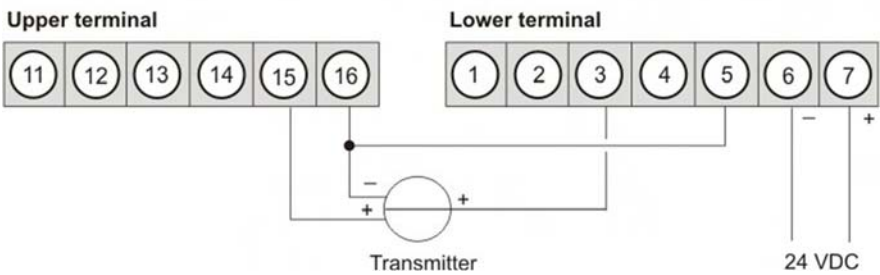 Upper terminal Lower terminal
11 12 13 14 15 16 1 2 3 4 5 6 7
– +
–
+ +
Transmitter 24 VDC